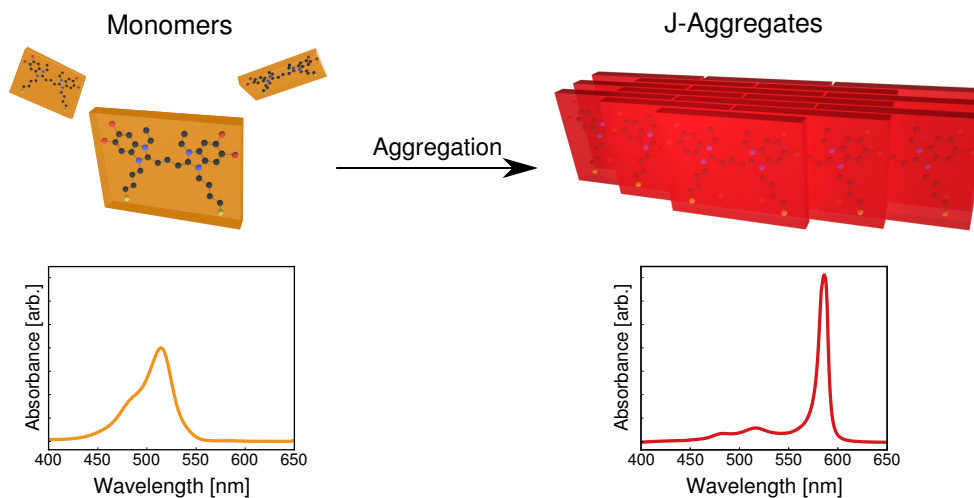 Monomers
J-Aggregates
Aggregation
Absorbance [arb.]
400 450 500 550 600 650
Wavelength [nm]
Absorbance [arb.]
400 450 500 550 600 650
Wavelength [nm]